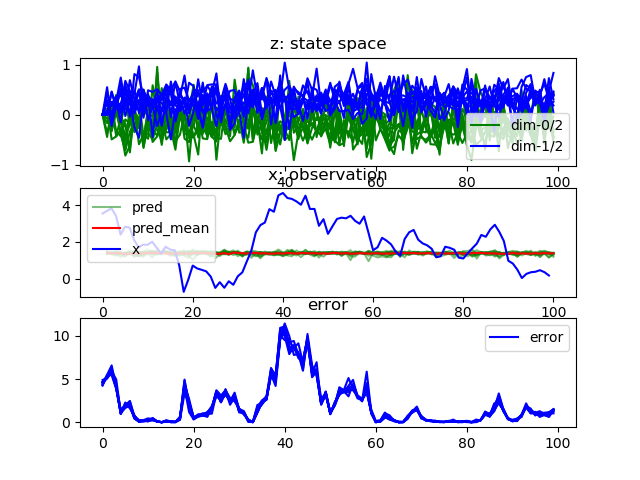 z: state space
1
0
−1
dim-0/2
dim-1/2
0 20 40 60 80 100
x: observation
4
2
0
pred
pred_mean
x
0 20 40 60 80 100
error
10
5
0
error
0 20 40 60 80 100